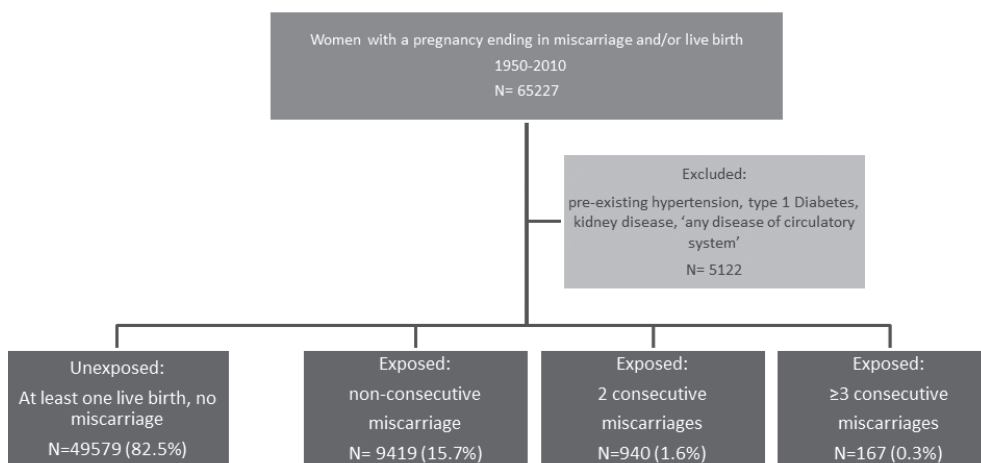 Women with a pregnancy ending in miscarriage and/or live birth
1950-2010
N= 65227
Excluded:
pre-existing hypertension, type 1 Diabetes,
kidney disease, ‘any disease of circulatory
system’
N= 5122
Unexposed:
At least one live birth, no
miscarriage
N=49579 (82.5%)
Exposed:
non-consecutive
miscarriage
N= 9419 (15.7%)
Exposed:
2 consecutive
miscarriages
N=940 (1.6%)
Exposed:
≥3 consecutive
miscarriages
N=167 (0.3%)